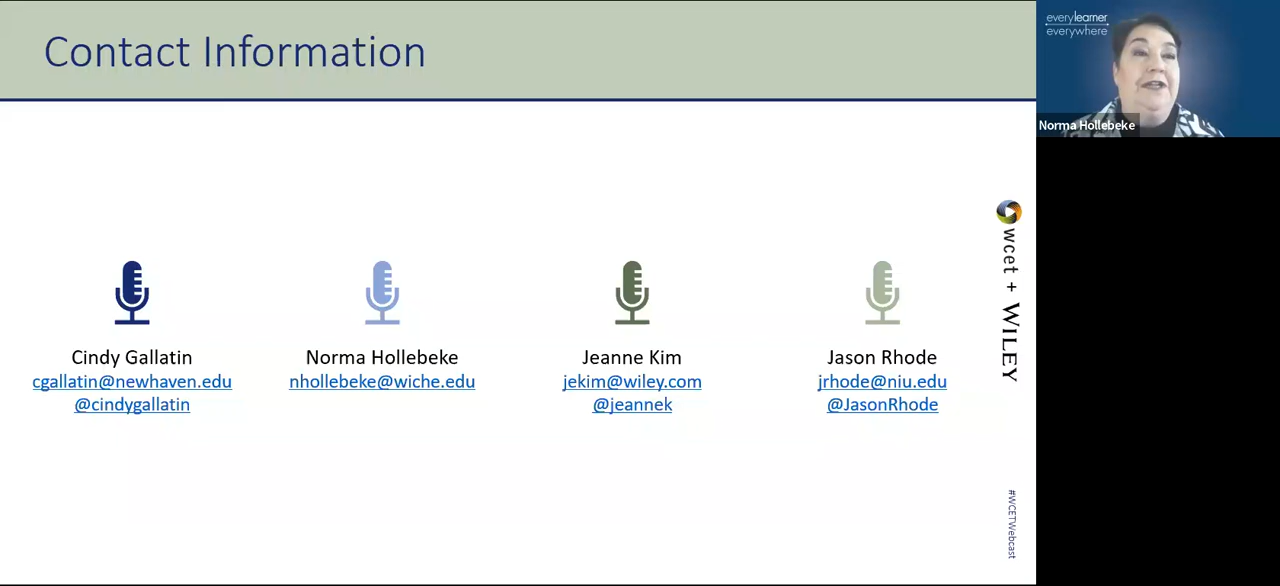 Contact Information
everylearner
everywhere
Norma Hollebeke
Cindy Gallatin
cgallatin@newhaven.edu
@cindygallatin
Norma Hollebeke
nhollebeke@wiche.edu
Jeanne Kim
jekim@wiley.com
@jeannek
Jason Rhode
jrhode@niu.edu
@JasonRhode
wcet + WILEY
#WCETWebcast